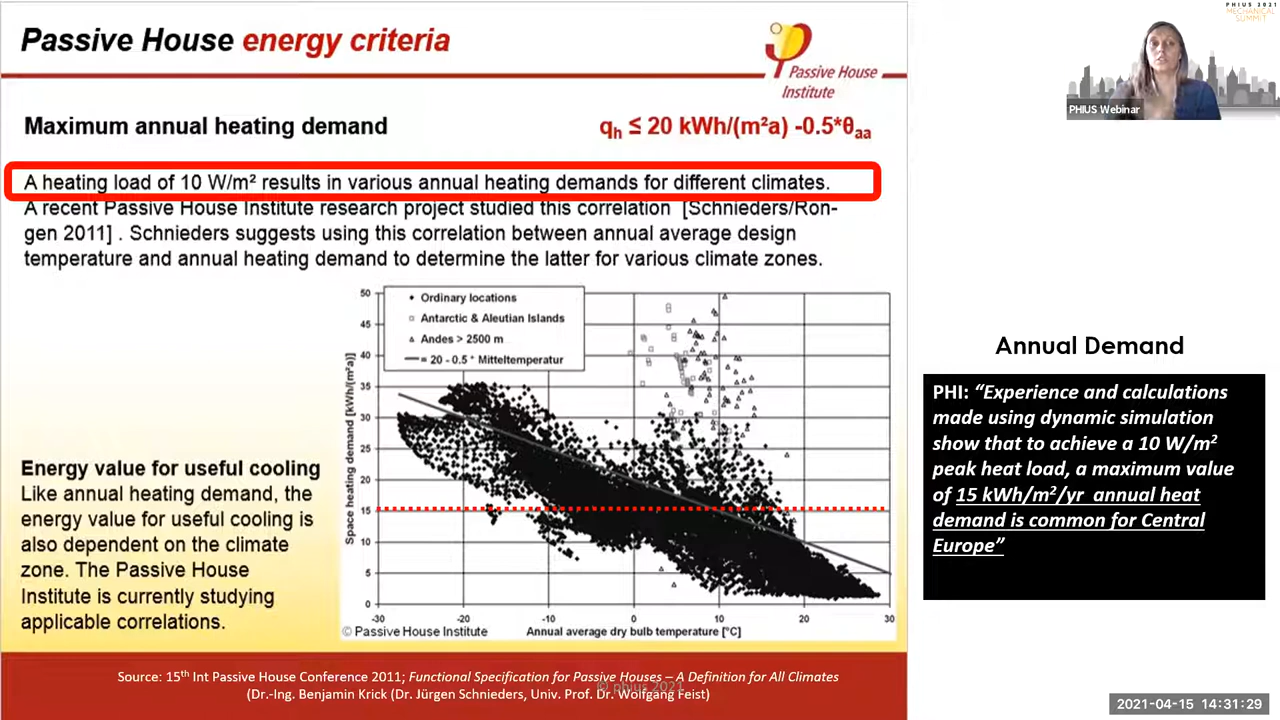 PHIUS 2021
MECHANICAL
SUMMIT
Passive House energy criteria
Passive House
Institute
PHIUS Webinar
Maximum annual heating demand
qh ≤ 20 kWh/(m²a) -0.5*θaa
A heating load of 10 W/m² results in various annual heating demands for different climates.
A recent Passive House Institute research project studied this correlation [Schnieders/Ron-
gen 2011] . Schnieders suggests using this correlation between annual average design
temperature and annual heating demand to determine the latter for various climate zones.
Energy value for useful cooling
Like annual heating demand, the
energy value for useful cooling is
also dependent on the climate
zone. The Passive House
Institute is currently studying
applicable correlations.
Space heating demand [kWh/(m²a)]
50
45
40
35
30
25
20
15
10
5
0
Ordinary locations
Antarctic & Aleutian Islands
Andes > 2500 m
= 20 - 0.5 * Mitteltemperatur
-30 -20 -10 0 10 20 30
© Passive House Institute
Annual average dry bulb temperature [°C]
Annual Demand
PHI: “Experience and calculations
made using dynamic simulation
show that to achieve a 10 W/m²
peak heat load, a maximum value
of 15 kWh/m²/yr annual heat
demand is common for Central
Europe”
Source: 15th Int Passive House Conference 2011; Functional Specification for Passive Houses – A Definition for All Climates
(Dr.-Ing. Benjamin Krick (Dr. Jürgen Schnieders, Univ. Prof. Dr. Wolfgang Feist)
© phius 2021
2021-04-15 14:31:29